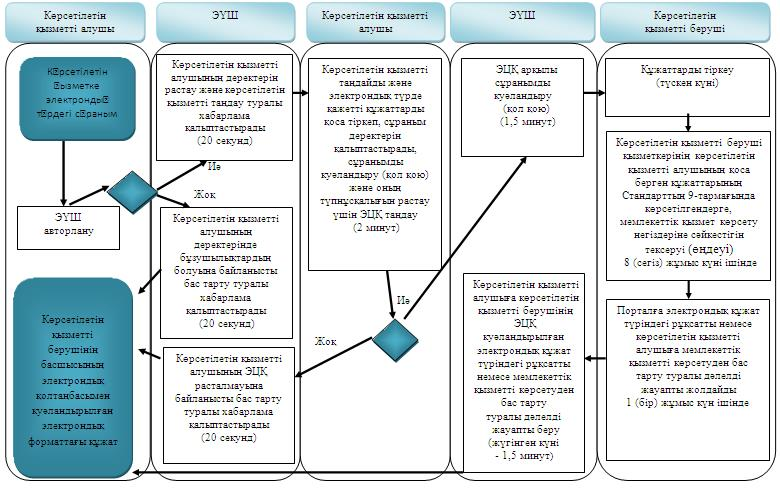 Көрсетілетін
қызметті алушы
ЭҮШ
Көрсетілетін қызметті
алушы
ЭҮШ
Көрсетілетін
қызметті беруші
К□рсетілетін
□ызметке
электронды□
т□рдегі с□раным
ЭҮШ
авторлану
Көрсетілетін
қызметті
берушінің
басшысының
электрондық
қолтаңбасымен
куәландырылған
электрондық
форматтағы құжат
Көрсетілетін қызметті
алушының деректерін
растау және көрсетілетін
қызметті таңдау туралы
хабарлама
қалыптастырады
(20 секунд)
Иә
Жоқ
Көрсетілетін қызметті
алушының
деректерінде
бұзушылықтардың
болуына байланысты
бас тарту туралы
хабарлама
қалыптастырады
(20 секунд)
Көрсетілетін қызметті
алушының ЭЦҚ
расталмауына
байланысты бас тарту
туралы хабарлама
қалыптастырады
(20 секунд)
Көрсетілетін қызметті
таңдайды және
электрондық түрде
қажетті құжаттарды
қоса тіркеп, сұраным
деректерін
қалыптастырады,
сұранымды
куәландыру (қол қою)
және оның
түпнұсқалығын растау
үшін ЭЦҚ таңдау
(2 минут)
Иә
Жоқ
ЭЦҚ арқылы
сұранымды
куәландыру
(қол қою)
(1,5 минут)
Көрсетілетін қызметті
алушыға көрсетілетін
қызметті берушінің
ЭЦҚ
куәландырылған
электрондық құжат
түріндегі рұқсатты
немесе мемлекеттік
қызмет көрсетуден
бас тарту
туралы дәлелді
жауапты беру
(жүгінген күні
- 1,5 минут)
Құжаттарды тіркеу
(түскен күні)
Көрсетілетін қызметті беруші
қызметкерінің көрсетілетін
қызметті алушының қоса
берген құжаттарының
Стандарттың 9-тармағында
көрсетілгендерге,
мемлекеттік қызмет көрсету
негіздеріне сәйкестігін
тексеруі (өңдеуі)
8 (сегіз) жұмыс күні ішінде
Порталға электрондық құжат
түріндегі рұқсатты немесе
көрсетілетін қызметті
алушыға мемлекеттік
қызметті көрсетуден бас
тарту туралы дәлелді
жауапты жолдайды
1 (бір) жұмыс күн ішінде